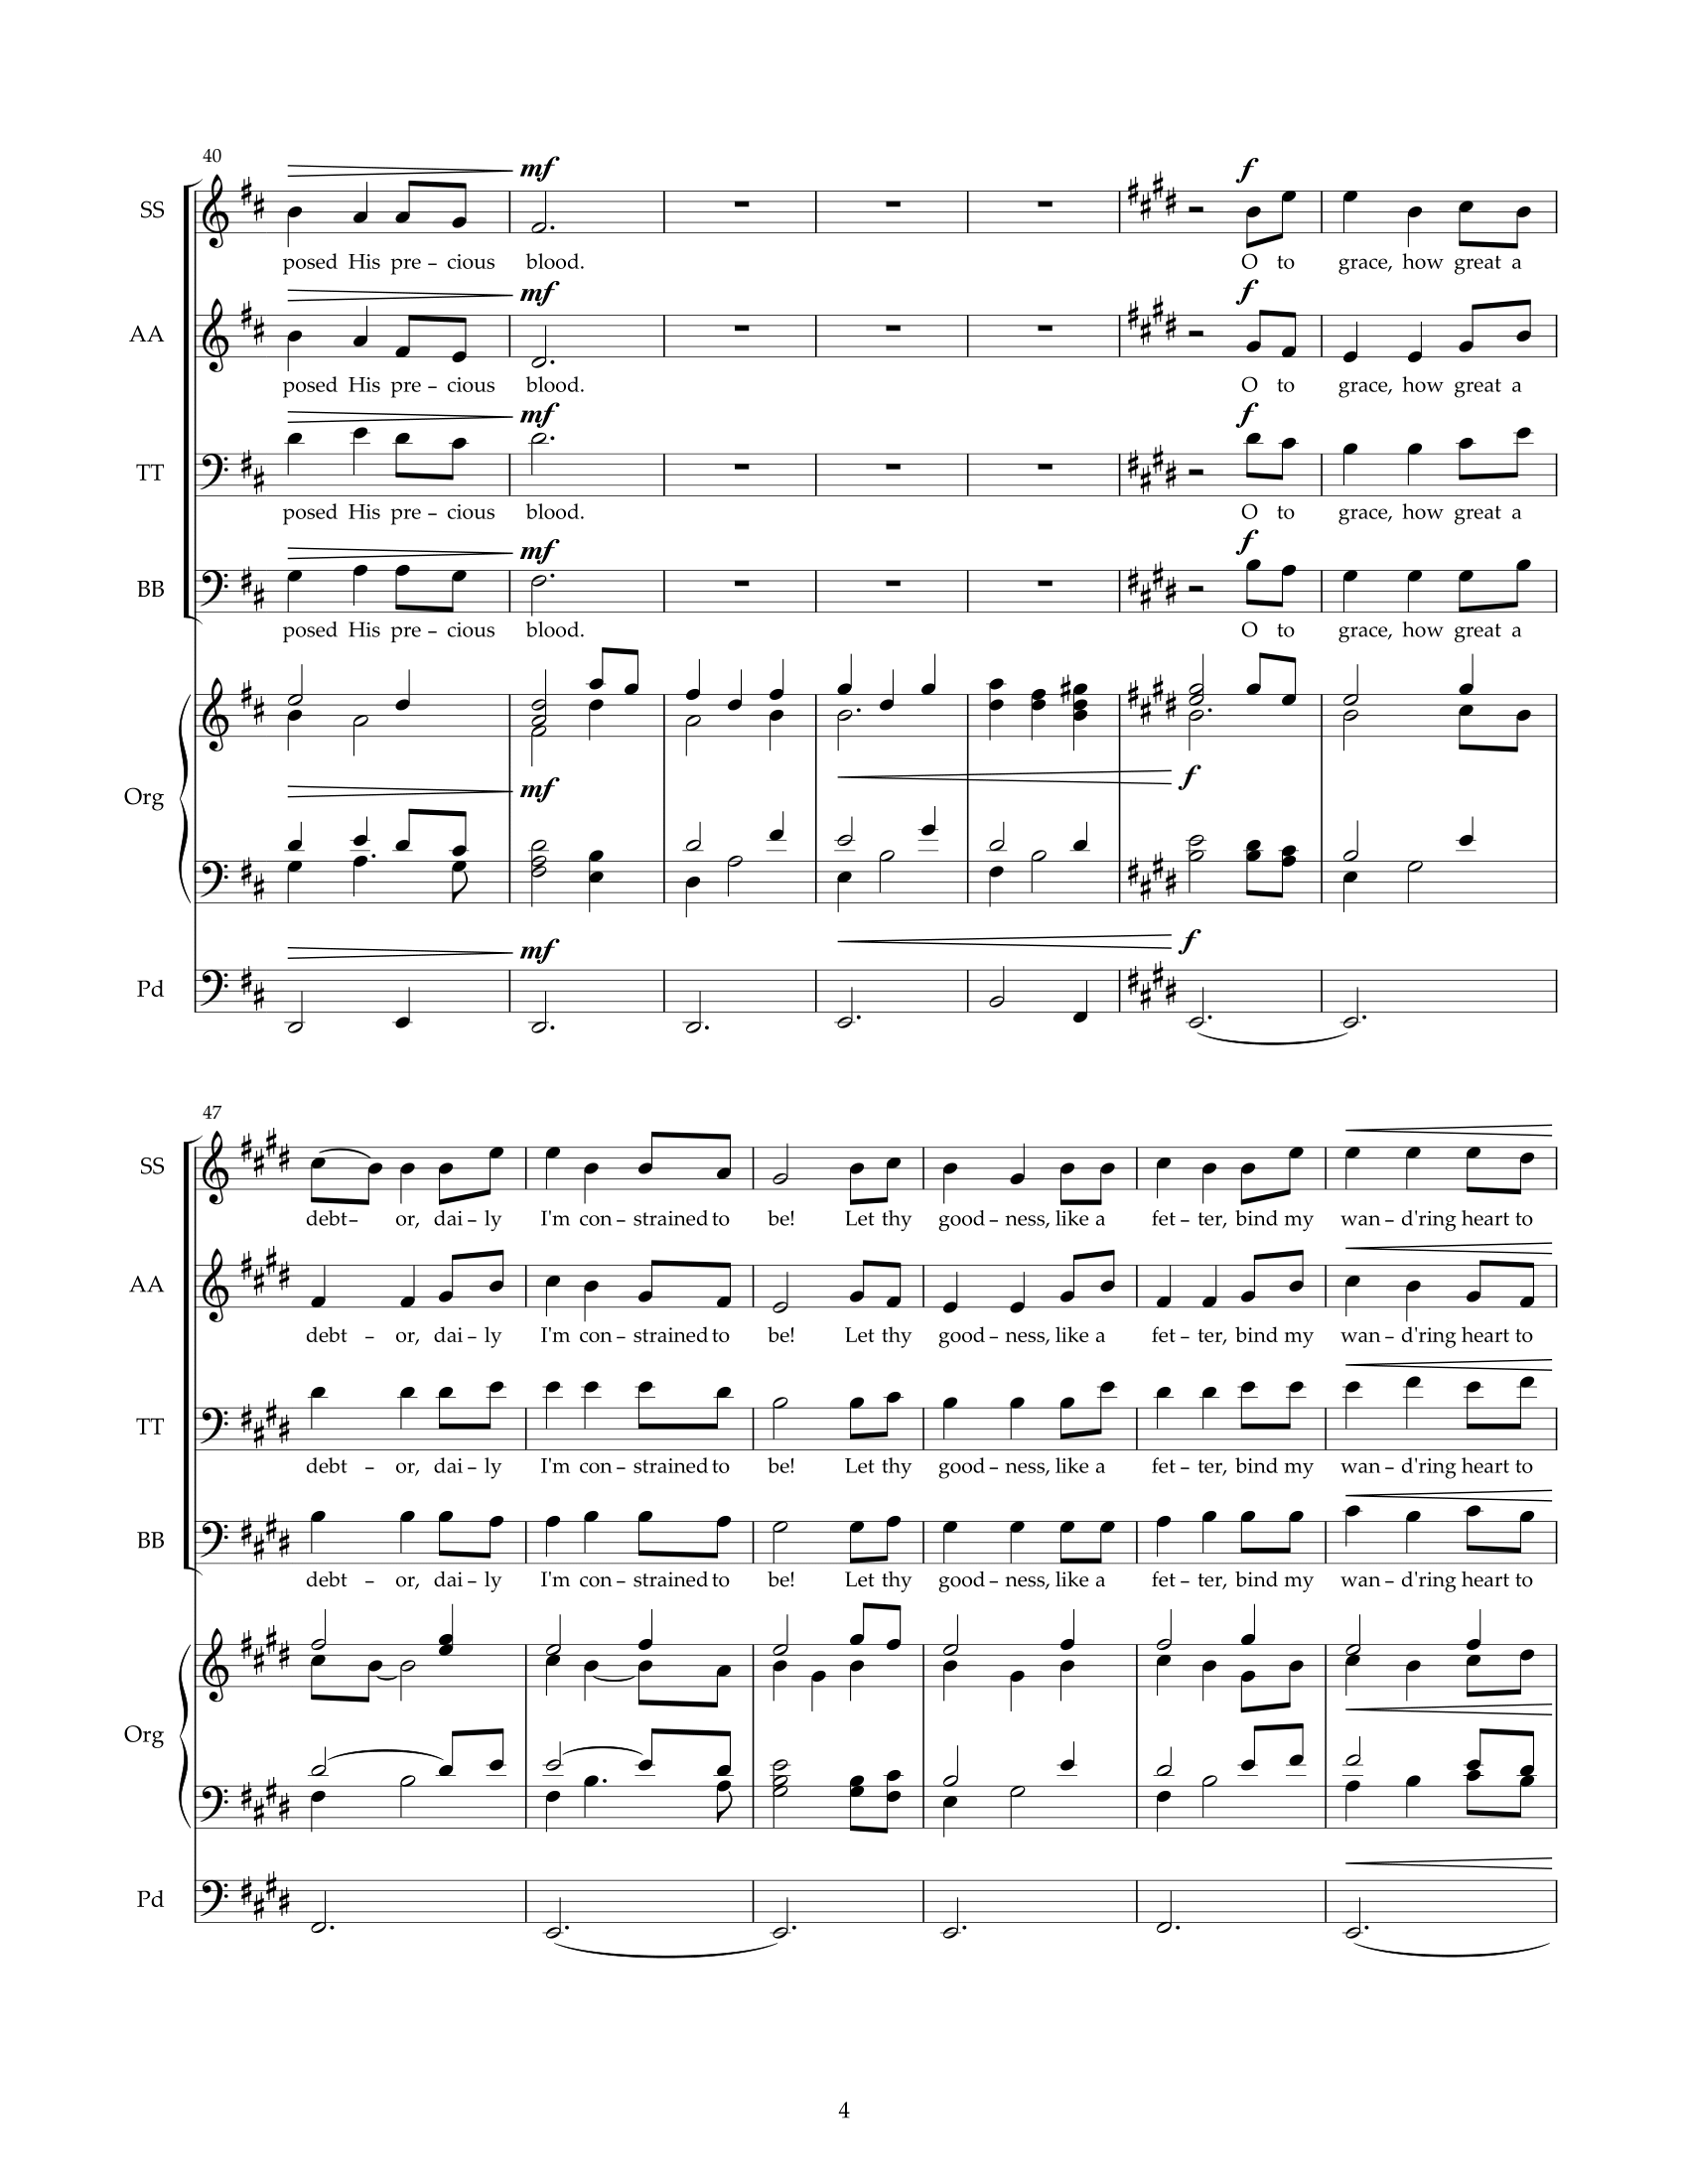 40
mf
f
SS
posed His pre – cious blood. O to grace, how great a
mf
f
AA
posed His pre – cious blood. O to grace, how great a
mf
f
TT
posed His pre – cious blood. O to grace, how great a
mf
f
BB
posed His pre – cious blood. O to grace, how great a
mf
f
Org
mf
f
Pd
47
SS
debt – or, dai – ly I'm con – strained to be! Let thy good – ness, like a fet – ter, bind my wan – d'ring heart to
AA
debt – or, dai – ly I'm con – strained to be! Let thy good – ness, like a fet – ter, bind my wan – d'ring heart to
TT
debt – or, dai – ly I'm con – strained to be! Let thy good – ness, like a fet – ter, bind my wan – d'ring heart to
BB
debt – or, dai – ly I'm con – strained to be! Let thy good – ness, like a fet – ter, bind my wan – d'ring heart to
Org
Pd
4